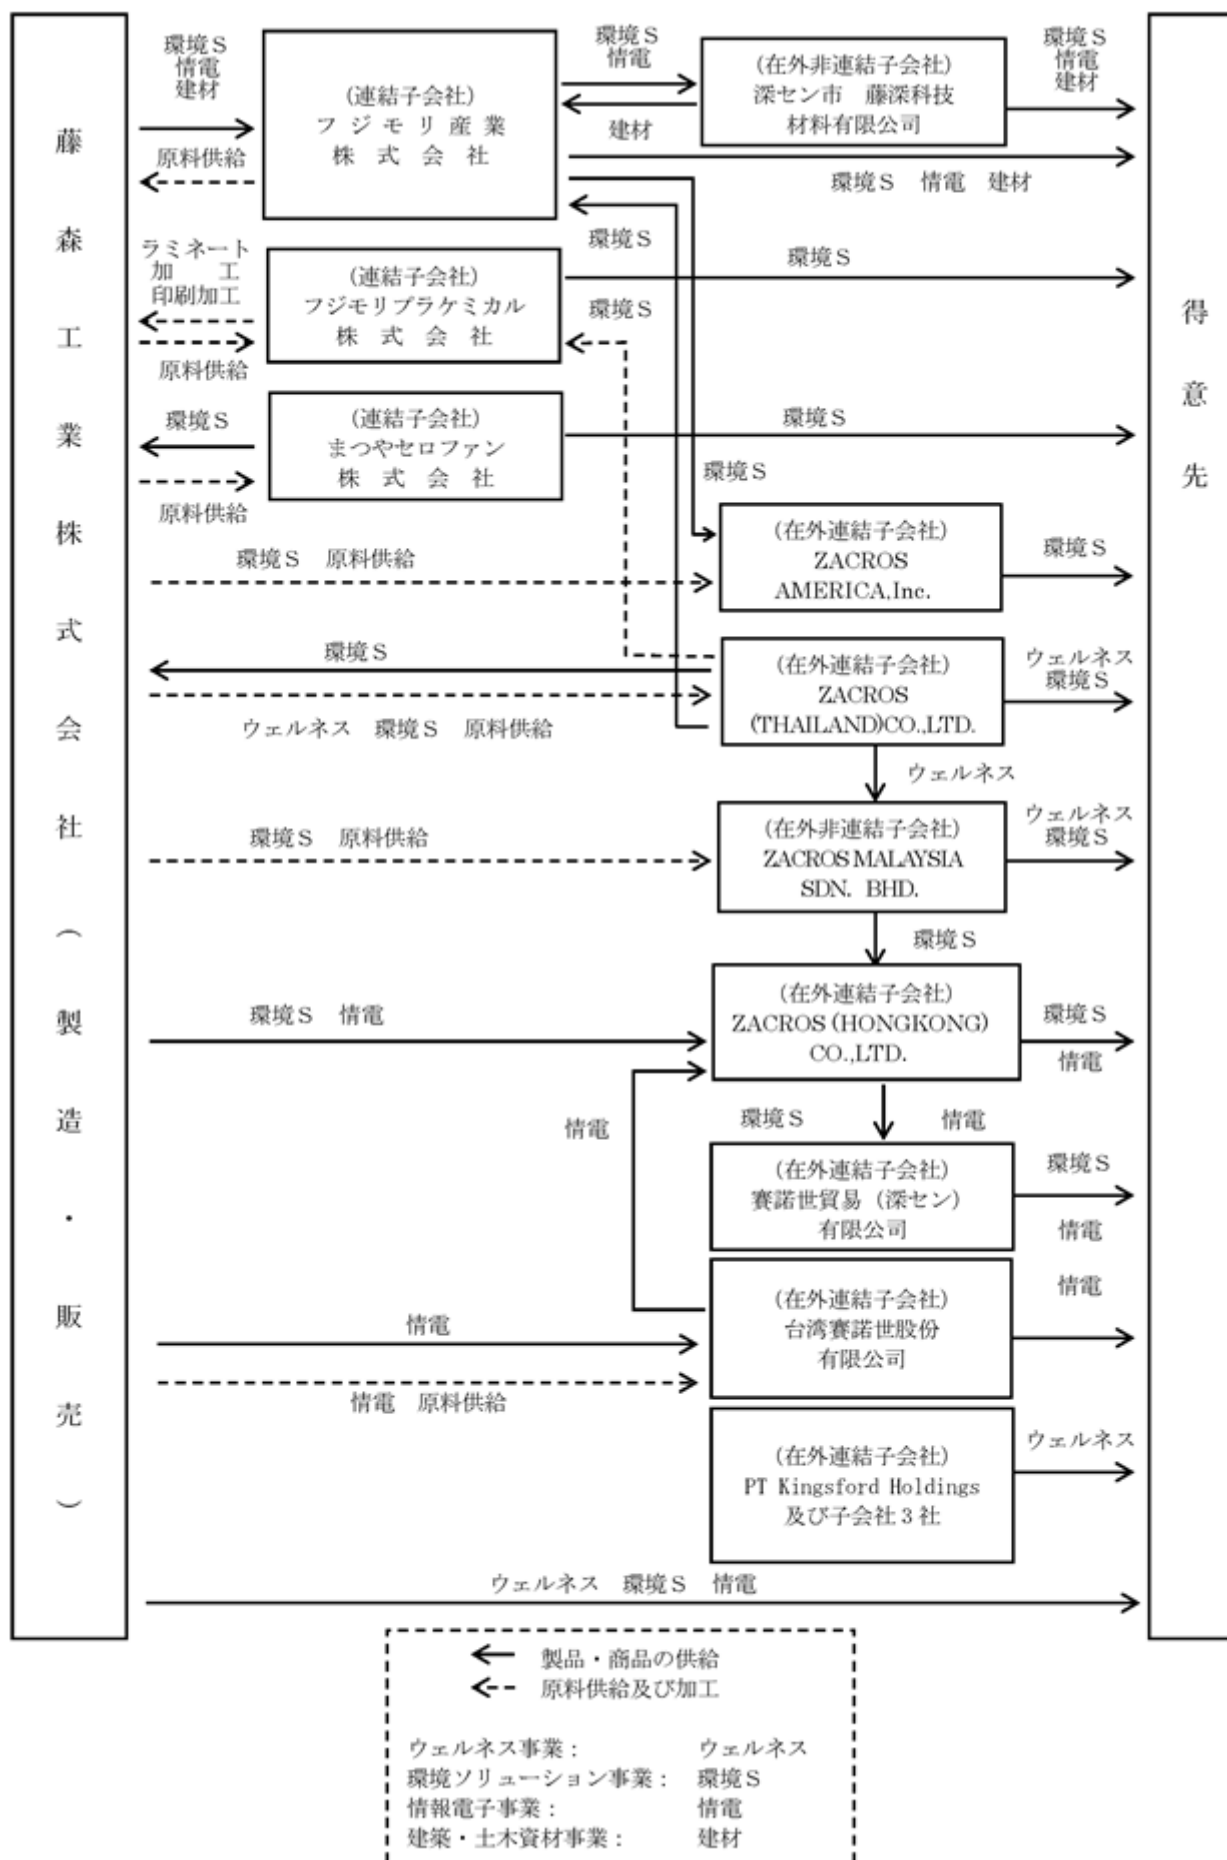 藤森工業株式会社(製造・販売)
環境S
情電
建材
原料供給
(連結子会社)
フジモリ産業
株式会社
環境S
情電
建材
(在外非連結子会社)
深セン市 藤深科技
材料有限公司
環境S
情電
建材
環境S 情電 建材
得意先
ラミネート
加工
印刷加工
原料供給
(連結子会社)
フジモリプラケミカル
株式会社
環境S
環境S
環境S
環境S
原料供給
(連結子会社)
まつやセロファン
株式会社
環境S
環境S
環境S 原料供給
(在外連結子会社)
ZACROS
AMERICA,Inc.
環境S
環境S
ウェルネス 環境S 原料供給
(在外連結子会社)
ZACROS
(THAILAND)CO.,LTD.
ウェルネス
環境S
ウェルネス
環境S 原料供給
(在外非連結子会社)
ZACROS MALAYSIA
SDN. BHD.
ウェルネス
環境S
環境S
環境S 情電
(在外連結子会社)
ZACROS (HONGKONG)
CO.,LTD.
環境S
情電
情電
環境S 情電
(在外連結子会社)
賽諾世貿易(深セン)
有限公司
環境S
情電
情電
情電 原料供給
(在外連結子会社)
台湾賽諾世股份
有限公司
情電
(在外連結子会社)
PT Kingsford Holdings
及び子会社3社
ウェルネス
ウェルネス 環境S 情電
製品・商品の供給
原料供給及び加工
ウェルネス事業: ウェルネス
環境ソリューション事業: 環境S
情報電子事業: 情電
建築・土木資材事業: 建材